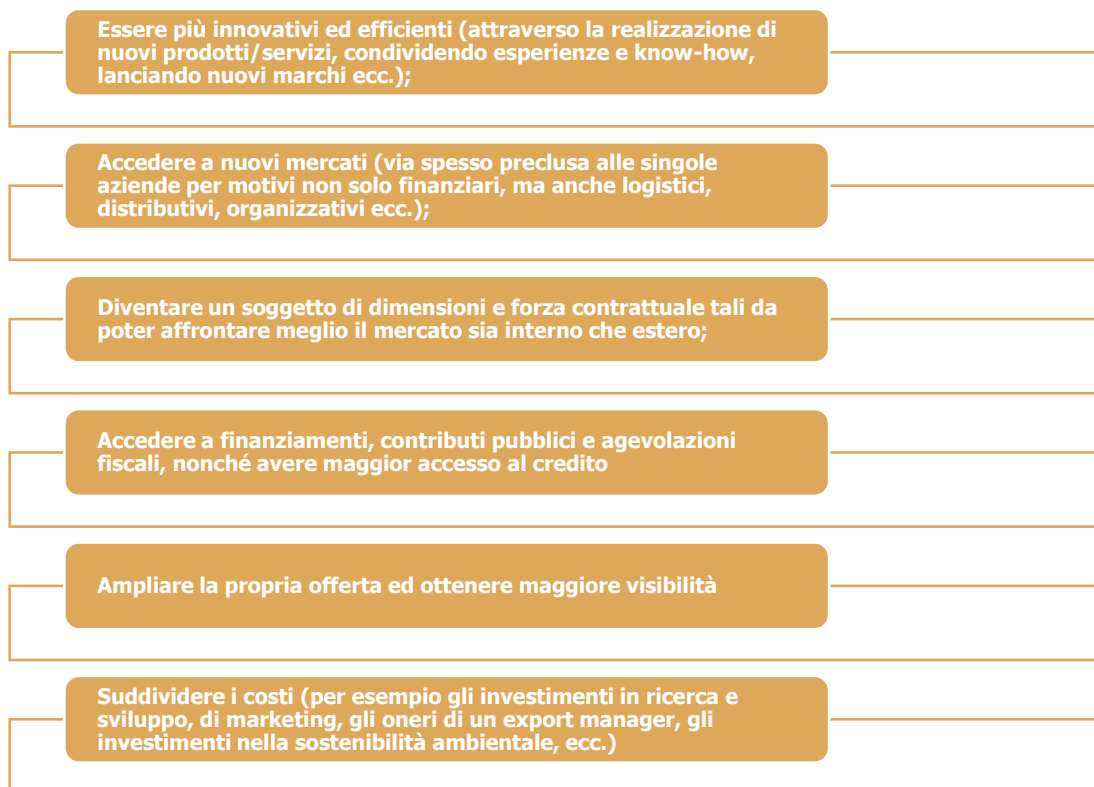 Essere più innovativi ed efficienti (attraverso la realizzazione di
nuovi prodotti/servizi, condividendo esperienze e know-how,
lanciando nuovi marchi ecc.);
Accedere a nuovi mercati (via spesso preclusa alle singole
aziende per motivi non solo finanziari, ma anche logistici,
distributivi, organizzativi ecc.);
Diventare un soggetto di dimensioni e forza contrattuale tali da
poter affrontare meglio il mercato sia interno che estero;
Accedere a finanziamenti, contributi pubblici e agevolazioni
fiscali, nonché avere maggior accesso al credito
Ampliare la propria offerta ed ottenere maggiore visibilità
Suddividere i costi (per esempio gli investimenti in ricerca e
sviluppo, di marketing, gli oneri di un export manager, gli
investimenti nella sostenibilità ambientale, ecc.)